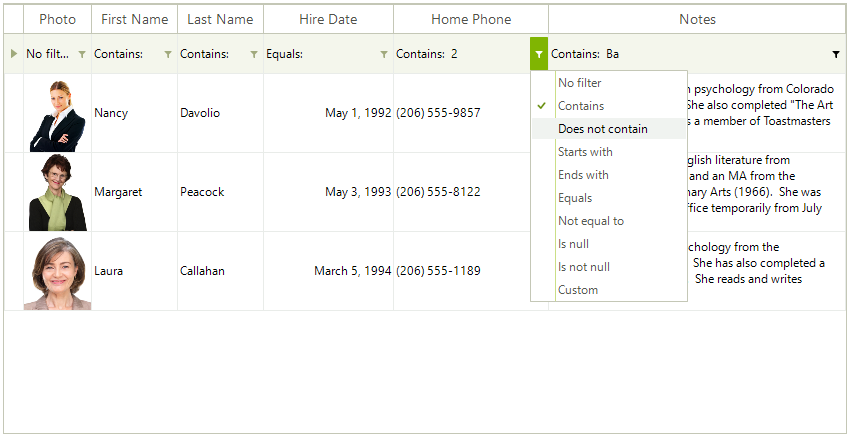 Photo First Name Last Name Hire Date Home Phone Notes
No filt... Contains: Contains: Equals: Contains: 2 Contains: Ba
No filter
Contains
Does not contain
Starts with
Ends with
Equals
Not equal to
Is null
Is not null
Custom
Nancy Davolio May 1, 1992 (206) 555-9857
psychology from Colorado
She also completed "The Art
a member of Toastmasters
Margaret Peacock May 3, 1993 (206) 555-8122
glish literature from
and an MA from the
nary Arts (1966). She was
ffice temporarily from July
Laura Callahan March 5, 1994 (206) 555-1189
chology from the
She has also completed a
She reads and writes